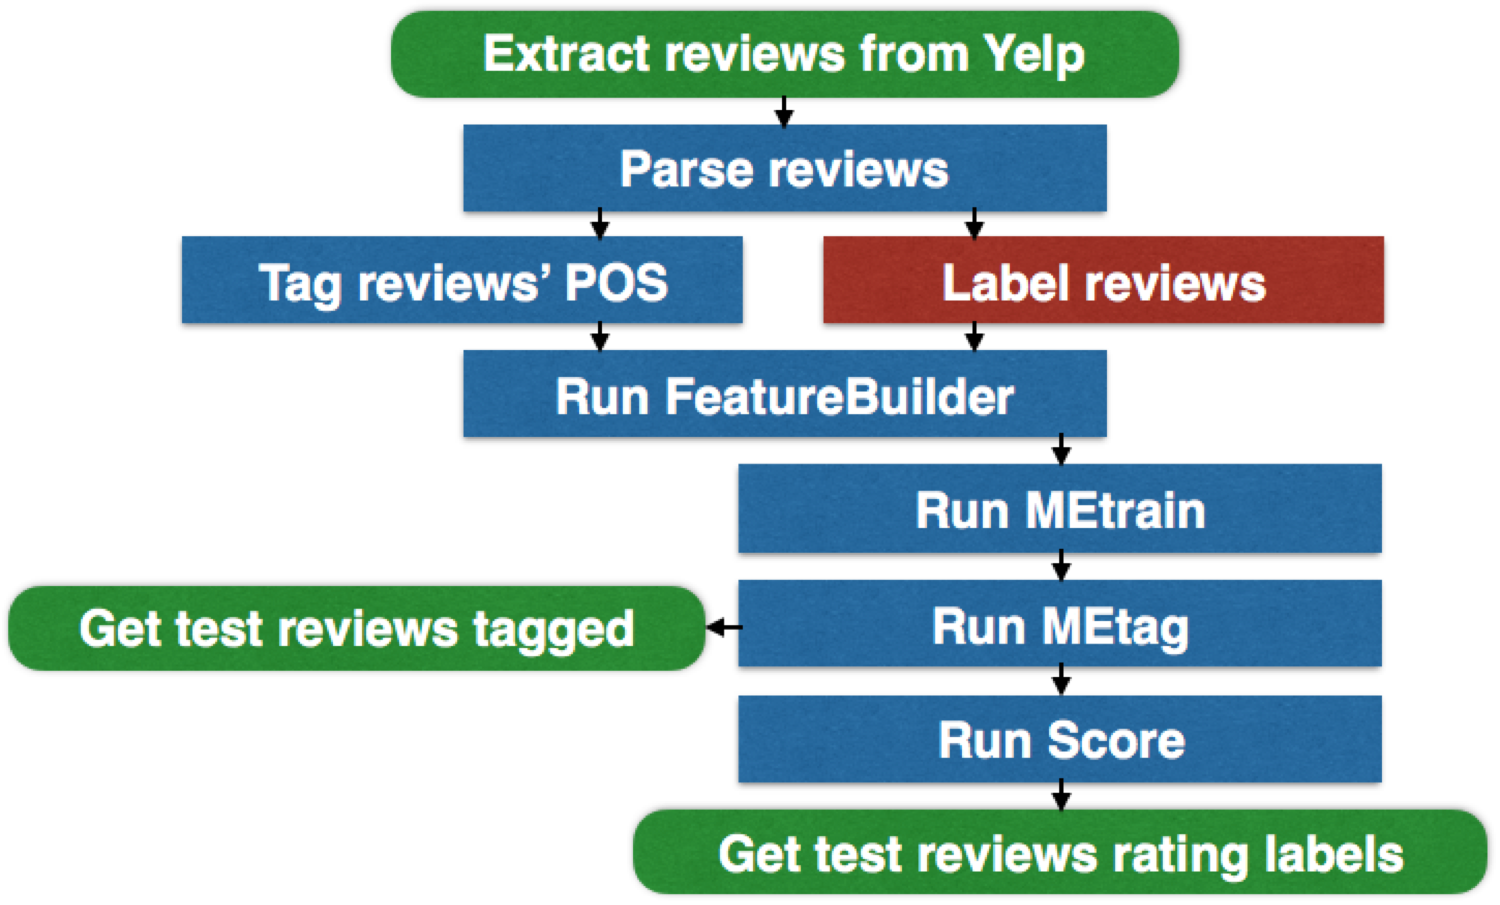 Extract reviews from Yelp
Parse reviews
Tag reviews’ POS
Label reviews
Run FeatureBuilder
Run MEtrain
Get test reviews tagged
Run MEtag
Run Score
Get test reviews rating labels